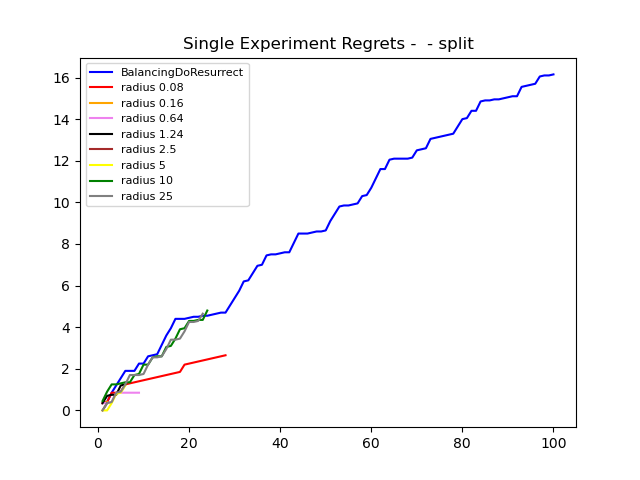 Single Experiment Regrets -  - split
BalancingDoResurrect
radius 0.08
radius 0.16
radius 0.64
radius 1.24
radius 2.5
radius 5
radius 10
radius 25
16
14
12
10
8
6
4
2
0
0 20 40 60 80 100